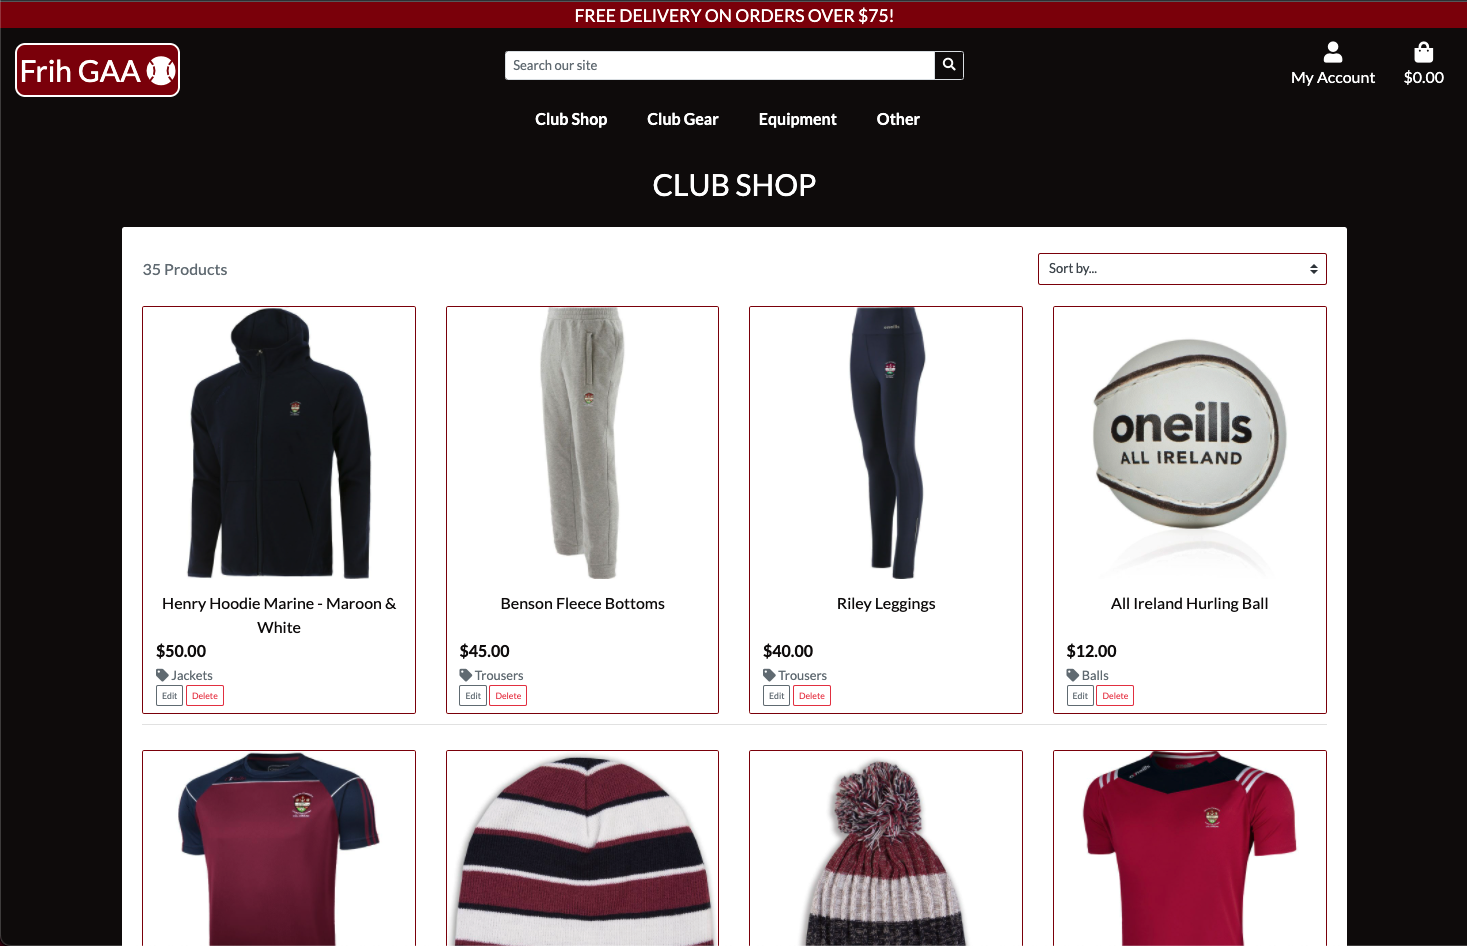 FREE DELIVERY ON ORDERS OVER $75!
Frih GAA
Search our site
My Account
$0.00
Club Shop
Club Gear
Equipment
Other
CLUB SHOP
35 Products
Sort by...
oneills
oneills
ALL IRELAND
Henry Hoodie Marine - Maroon &
White
$50.00
Jackets
Edit
Delete
Benson Fleece Bottoms
$45.00
Trousers
Edit
Delete
Riley Leggings
$40.00
Trousers
Edit
Delete
All Ireland Hurling Ball
$12.00
Balls
Edit
Delete